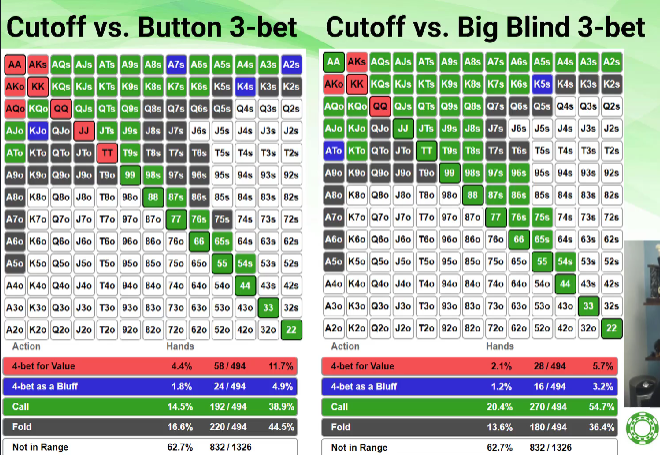 Cutoff vs. Button 3-bet
AA AKs AQs AJs ATs A9s A8s A7s A6s A5s A4s A3s A2s
AKo KK KQs KJs KTs K9s K8s K7s K6s K5s K4s K3s K2s
AQo KQo QQ QJs QTs Q9s Q8s Q7s Q6s Q5s Q4s Q3s Q2s
AJo KJo QJo JJ JTs J9s J8s J7s J6s J5s J4s J3s J2s
ATo KTo QTo JTo TT T9s T8s T7s T6s T5s T4s T3s T2s
A9o K9o Q9o J9o T9o 99 98s 97s 96s 95s 94s 93s 92s
A8o K8o Q8o J8o T8o 98o 88 87s 86s 85s 84s 83s 82s
A7o K7o Q7o J7o T7o 97o 87o 77 76s 75s 74s 73s 72s
A6o K6o Q6o J6o T6o 96o 86o 76o 66 65s 64s 63s 62s
A5o K5o Q5o J5o T5o 95o 85o 75o 65o 55 54s 53s 52s
A4o K4o Q4o J4o T4o 94o 84o 74o 64o 54o 44 43s 42s
A3o K3o Q3o J3o T3o 93o 83o 73o 63o 53o 43o 33 32s
A2o K2o Q2o J2o T2o 92o 82o 72o 62o 52o 42o 32o 22
Action Hands
4-bet for Value 4.4% 58 / 494 11.7%
4-bet as a Bluff 1.8% 24 / 494 4.9%
Call 14.5% 192 / 494 38.9%
Fold 16.6% 220 / 494 44.5%
Not in Range 62.7% 832 / 1326
Cutoff vs. Big Blind 3-bet
AA AKs AQs AJs ATs A9s A8s A7s A6s A5s A4s A3s A2s
AKo KK KQs KJs KTs K9s K8s K7s K6s K5s K4s K3s K2s
AQo KQo QQ QJs QTs Q9s Q8s Q7s Q6s Q5s Q4s Q3s Q2s
AJo KJo QJo JJ JTs J9s J8s J7s J6s J5s J4s J3s J2s
ATo KTo QTo JTo TT T9s T8s T7s T6s T5s T4s T3s T2s
A9o K9o Q9o J9o T9o 99 98s 97s 96s 95s 94s 93s 92s
A8o K8o Q8o J8o T8o 98o 88 87s 86s 85s 84s 83s 82s
A7o K7o Q7o J7o T7o 97o 87o 77 76s 75s 74s 73s 72s
A6o K6o Q6o J6o T6o 96o 86o 76o 66 65s 64s 63s 62s
A5o K5o Q5o J5o T5o 95o 85o 75o 65o 55 54s 53s 52s
A4o K4o Q4o J4o T4o 94o 84o 74o 64o 54o 44 43s 42s
A3o K3o Q3o J3o T3o 93o 83o 73o 63o 53o 43o 33 32s
A2o K2o Q2o J2o T2o 92o 82o 72o 62o 52o 42o 32o 22
Action Hands
4-bet for Value 2.1% 28 / 494 5.7%
4-bet as a Bluff 1.2% 16 / 494 3.2%
Call 20.4% 270 / 494 54.7%
Fold 13.6% 180 / 494 36.4%
Not in Range 62.7% 832 / 1326